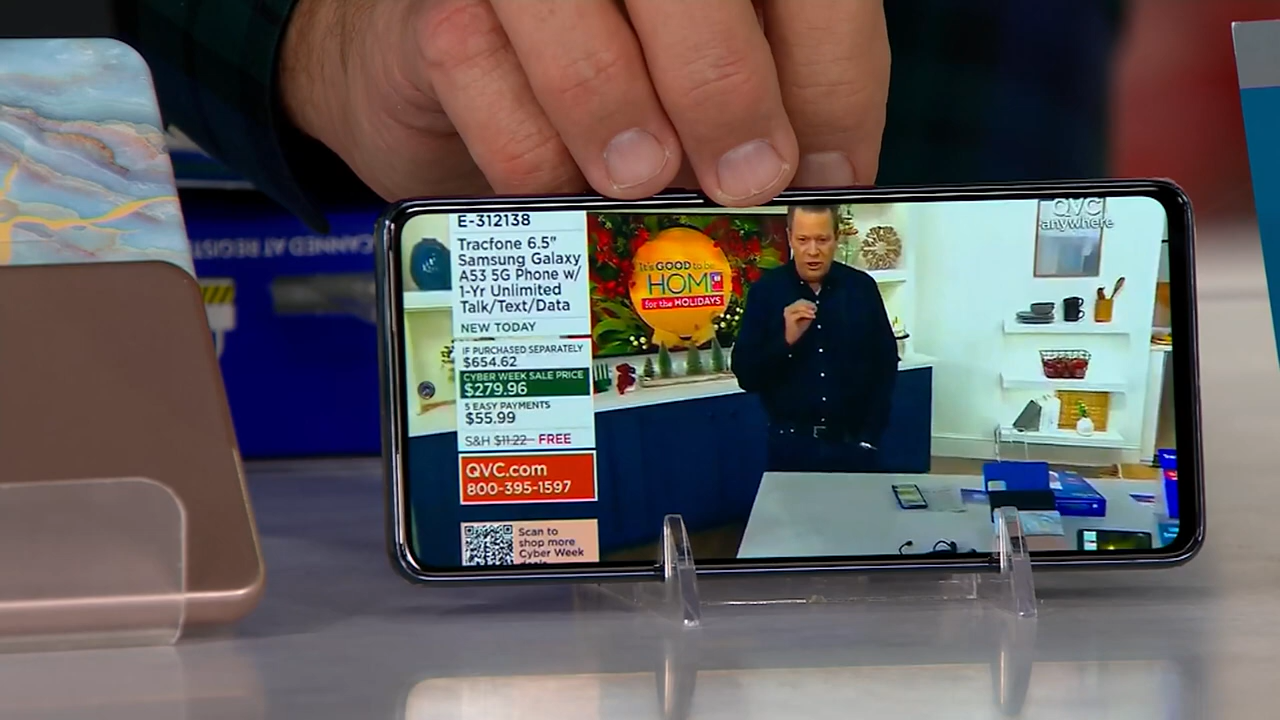 CANNED AT REGIST
E-312138
Tracfone 6.5"
Samsung Galaxy
A53 5G Phone w/
1-Yr Unlimited
Talk/Text/Data
NEW TODAY
IF PURCHASED SEPARATELY
$654.62
CYBER WEEK SALE PRICE
$279.96
5 EASY PAYMENTS
$55.99
S&H $11.22 FREE
QVC.com
800-395-1597
Scan to
shop more
Cyber Week
It's GOOD to be
HOME
for the HOLIDAYS
QVC
anywhere